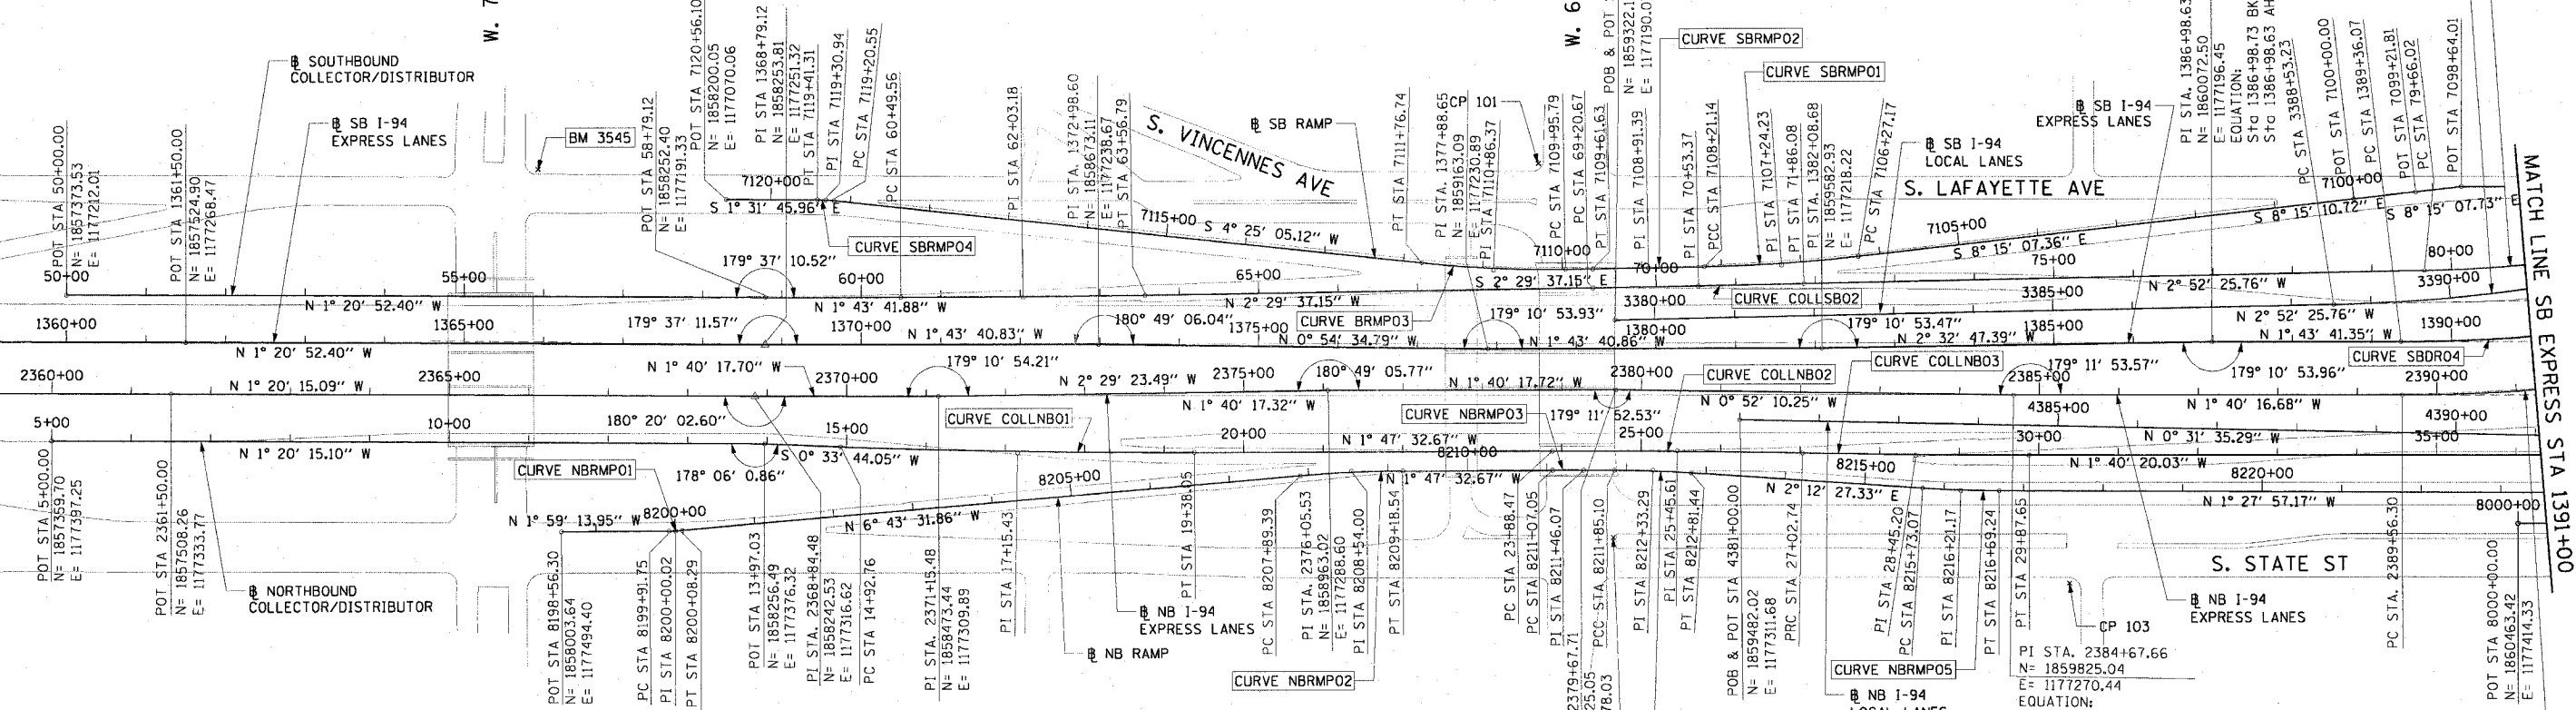 W. 7
W. 6
℄ SOUTHBOUND
COLLECTOR/DISTRIBUTOR
℄ SB I-94
EXPRESS LANES
BM 3545
POT STA 50+00.00
N= 1857373.53
E= 1177212.01
POT STA 1361+50.00
N= 1857524.90
E= 1177268.47
POT STA 58+79.12
N= 1858252.40
E= 1177191.33
POT STA 7120+56.10
N= 1858200.05
E= 1177070.06
PI STA 1368+79.12
N= 1858253.81
E= 1177251.32
PT STA 7119+41.31
PI STA 7119+30.94
PC STA 7119+20.55
PC STA 60+49.56
PI STA 62+03.18
PI STA. 1372+98.60
N= 1858673.11
E= 1177238.67
PT STA 63+56.79
S. VINCENNES AVE
℄ SB RAMP
PT STA 7111+76.74
PI STA. 1377+88.65
N= 1859163.09
E= 1177230.89
PI STA 7110+86.37
CP 101
PC STA 7109+95.79
PC STA 69+20.67
PT STA 7109+61.63
POB & POT
N= 1859322.1
E= 1177190.0
PI STA 7108+91.39
CURVE SBRMP02
PI STA 70+53.37
PCC STA 7108+21.14
CURVE SBRMP01
PI STA 7107+24.23
PT STA 71+86.08
PI STA. 1382+08.68
N= 1859582.93
E= 1177218.22
PC STA 7106+27.17
℄ SB I-94
LOCAL LANES
S. LAFAYETTE AVE
℄ SB I-94
EXPRESS LANES
PI STA. 1386+98.63
N= 1860072.50
E= 1177196.45
EQUATION:
Sta 1386+98.73 BK
Sta 1386+98.63 AH
PC STA 3388+53.23
POT STA 7100+00.00
PC STA 1389+36.07
POT STA 7099+21.81
PC STA 79+66.02
POT STA 7098+64.01
MATCH LINE SB EXPRESS STA 1391+00
7120+00
S 1° 31' 45.96" E
CURVE SBRMP04
7115+00
S 4° 25' 05.12" W
7110+00
7105+00
S 8° 15' 07.36" E
7100+00
S 8° 15' 10.72" E
S 8° 15' 07.73" E
50+00
55+00
179° 37' 10.52"
60+00
65+00
S 2° 29' 37.15" E
70+00
75+00
80+00
N 1° 20' 52.40" W
N 1° 43' 41.88" W
N 2° 29' 37.15" W
CURVE COLLSB02
N 2° 52' 25.76" W
3380+00
3385+00
3390+00
N 2° 52' 25.76" W
1360+00
1365+00
179° 37' 11.57"
1370+00
N 1° 43' 40.83" W
180° 49' 06.04"
1375+00
CURVE BRMP03
179° 10' 53.93"
1380+00
179° 10' 53.47"
1385+00
1390+00
N 1° 20' 52.40" W
N 0° 54' 34.79" W
N 1° 43' 40.86" W
N 2° 32' 47.39" W
N 1° 43' 41.35" W
CURVE SBDR04
2360+00
N 1° 20' 15.09" W
2365+00
N 1° 40' 17.70" W
2370+00
179° 10' 54.21"
N 2° 29' 23.49" W
2375+00
180° 49' 05.77"
N 1° 40' 17.72" W
2380+00
CURVE COLLNB02
CURVE COLLNB03
2385+00
179° 11' 53.57"
179° 10' 53.96"
2390+00
N 1° 40' 17.32" W
N 0° 52' 10.25" W
N 1° 40' 16.68" W
5+00
10+00
180° 20' 02.60"
15+00
CURVE COLLNB01
20+00
CURVE NBRMP03
179° 11' 52.53"
25+00
4385+00
4390+00
30+00
35+00
N 1° 20' 15.10" W
S 0° 33' 44.05" W
N 1° 47' 32.67" W
N 0° 31' 35.29" W
CURVE NBRMP01
178° 06' 0.86"
8205+00
8210+00
8215+00
N 1° 40' 20.03" W
8220+00
N 1° 59' 13.95" W
8200+00
N 6° 43' 31.86" W
N 1° 47' 32.67" W
N 2° 12' 27.33" E
N 1° 27' 57.17" W
8000+00
POT STA 5+00.00
N= 1857359.70
E= 1177397.25
POT STA 2361+50.00
N= 1857508.26
E= 1177333.77
℄ NORTHBOUND
COLLECTOR/DISTRIBUTOR
POT STA 8198+56.30
N= 1858003.64
E= 1177494.40
PC STA 8199+91.75
PI STA 8200+00.02
PT STA 8200+08.29
POT STA 13+97.03
N= 1858256.49
E= 1177376.32
PI STA. 2368+84.48
N= 1858242.53
E= 1177316.62
PC STA 14+92.76
PI STA. 2371+15.48
N= 1858473.44
E= 1177309.89
PI STA 17+15.43
℄ NB RAMP
℄ NB I-94
EXPRESS LANES
PT STA 19+38.05
PC STA 8207+89.39
PI STA. 2376+05.53
N= 1858963.02
E= 1177288.60
PI STA 8208+54.00
PT STA 8209+18.54
CURVE NBRMP02
PC STA 23+88.47
PC STA 8211+07.05
PI STA 8211+46.07
2379+67.71
25.05
78.03
PCC STA 8211+85.10
PI STA 8212+33.29
PI STA 25+45.61
PT STA 8212+81.44
POB & POT STA 4381+00.00
N= 1859482.02
E= 1177311.68
PRC STA 27+02.74
CURVE NBRMP05
℄ NB I-94
LOCAL LANES
PI STA 28+45.20
PC STA 8215+73.07
PI STA 8216+21.17
PT STA 8216+69.24
PT STA 29+87.65
CP 103
PI STA. 2384+67.66
N= 1859825.04
E= 1177270.44
EQUATION:
℄ NB I-94
EXPRESS LANES
S. STATE ST
PC STA. 2389+56.30
POT STA 8000+00.00
N= 1860463.42
E= 1177414.33